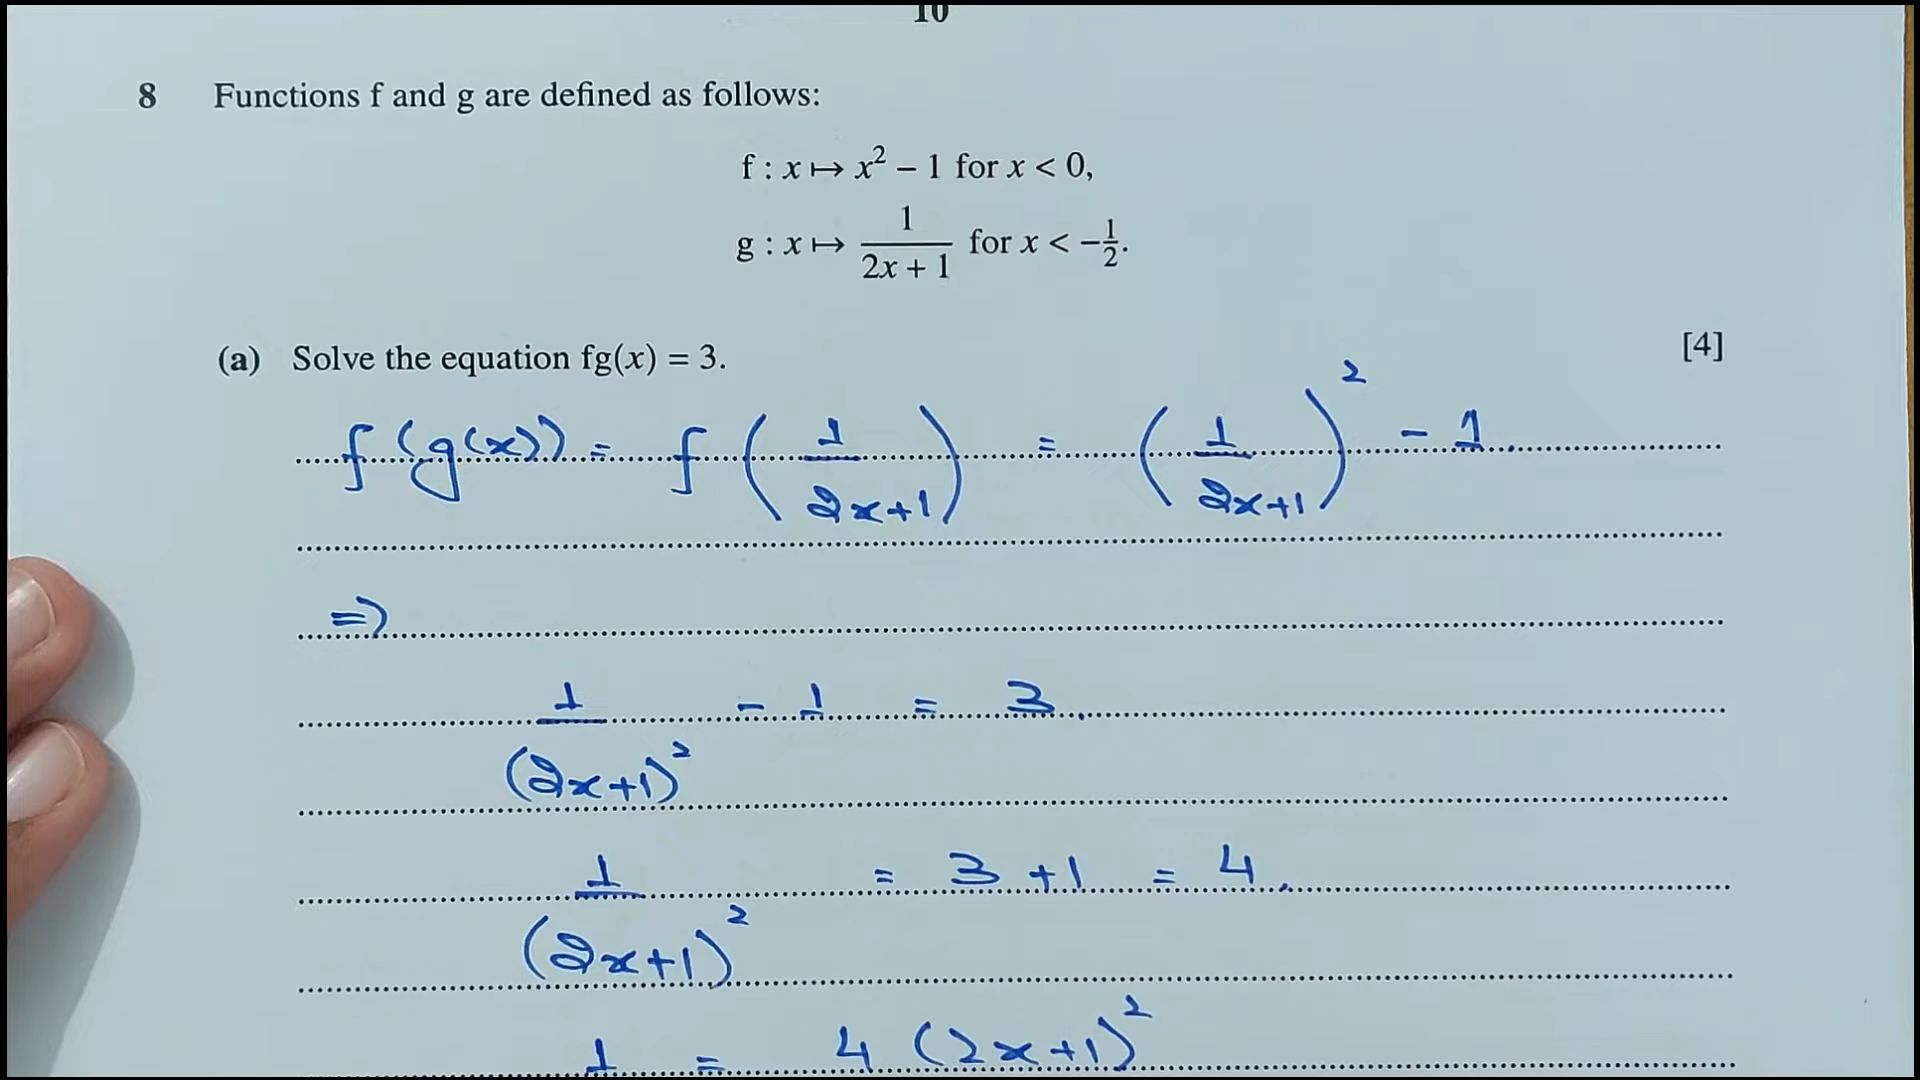 10
8 Functions f and g are defined as follows:
f : x ↦ x² − 1 for x < 0,
g : x ↦ 1/(2x + 1) for x < −1/2.
(a) Solve the equation fg(x) = 3. [4]
f(g(x)) = f(1/(2x+1)) = (1/(2x+1))² − 1.
⇒
1/(2x+1)² − 1 = 3.
1/(2x+1)² = 3 + 1 = 4.
1 = 4 (2x+1)²